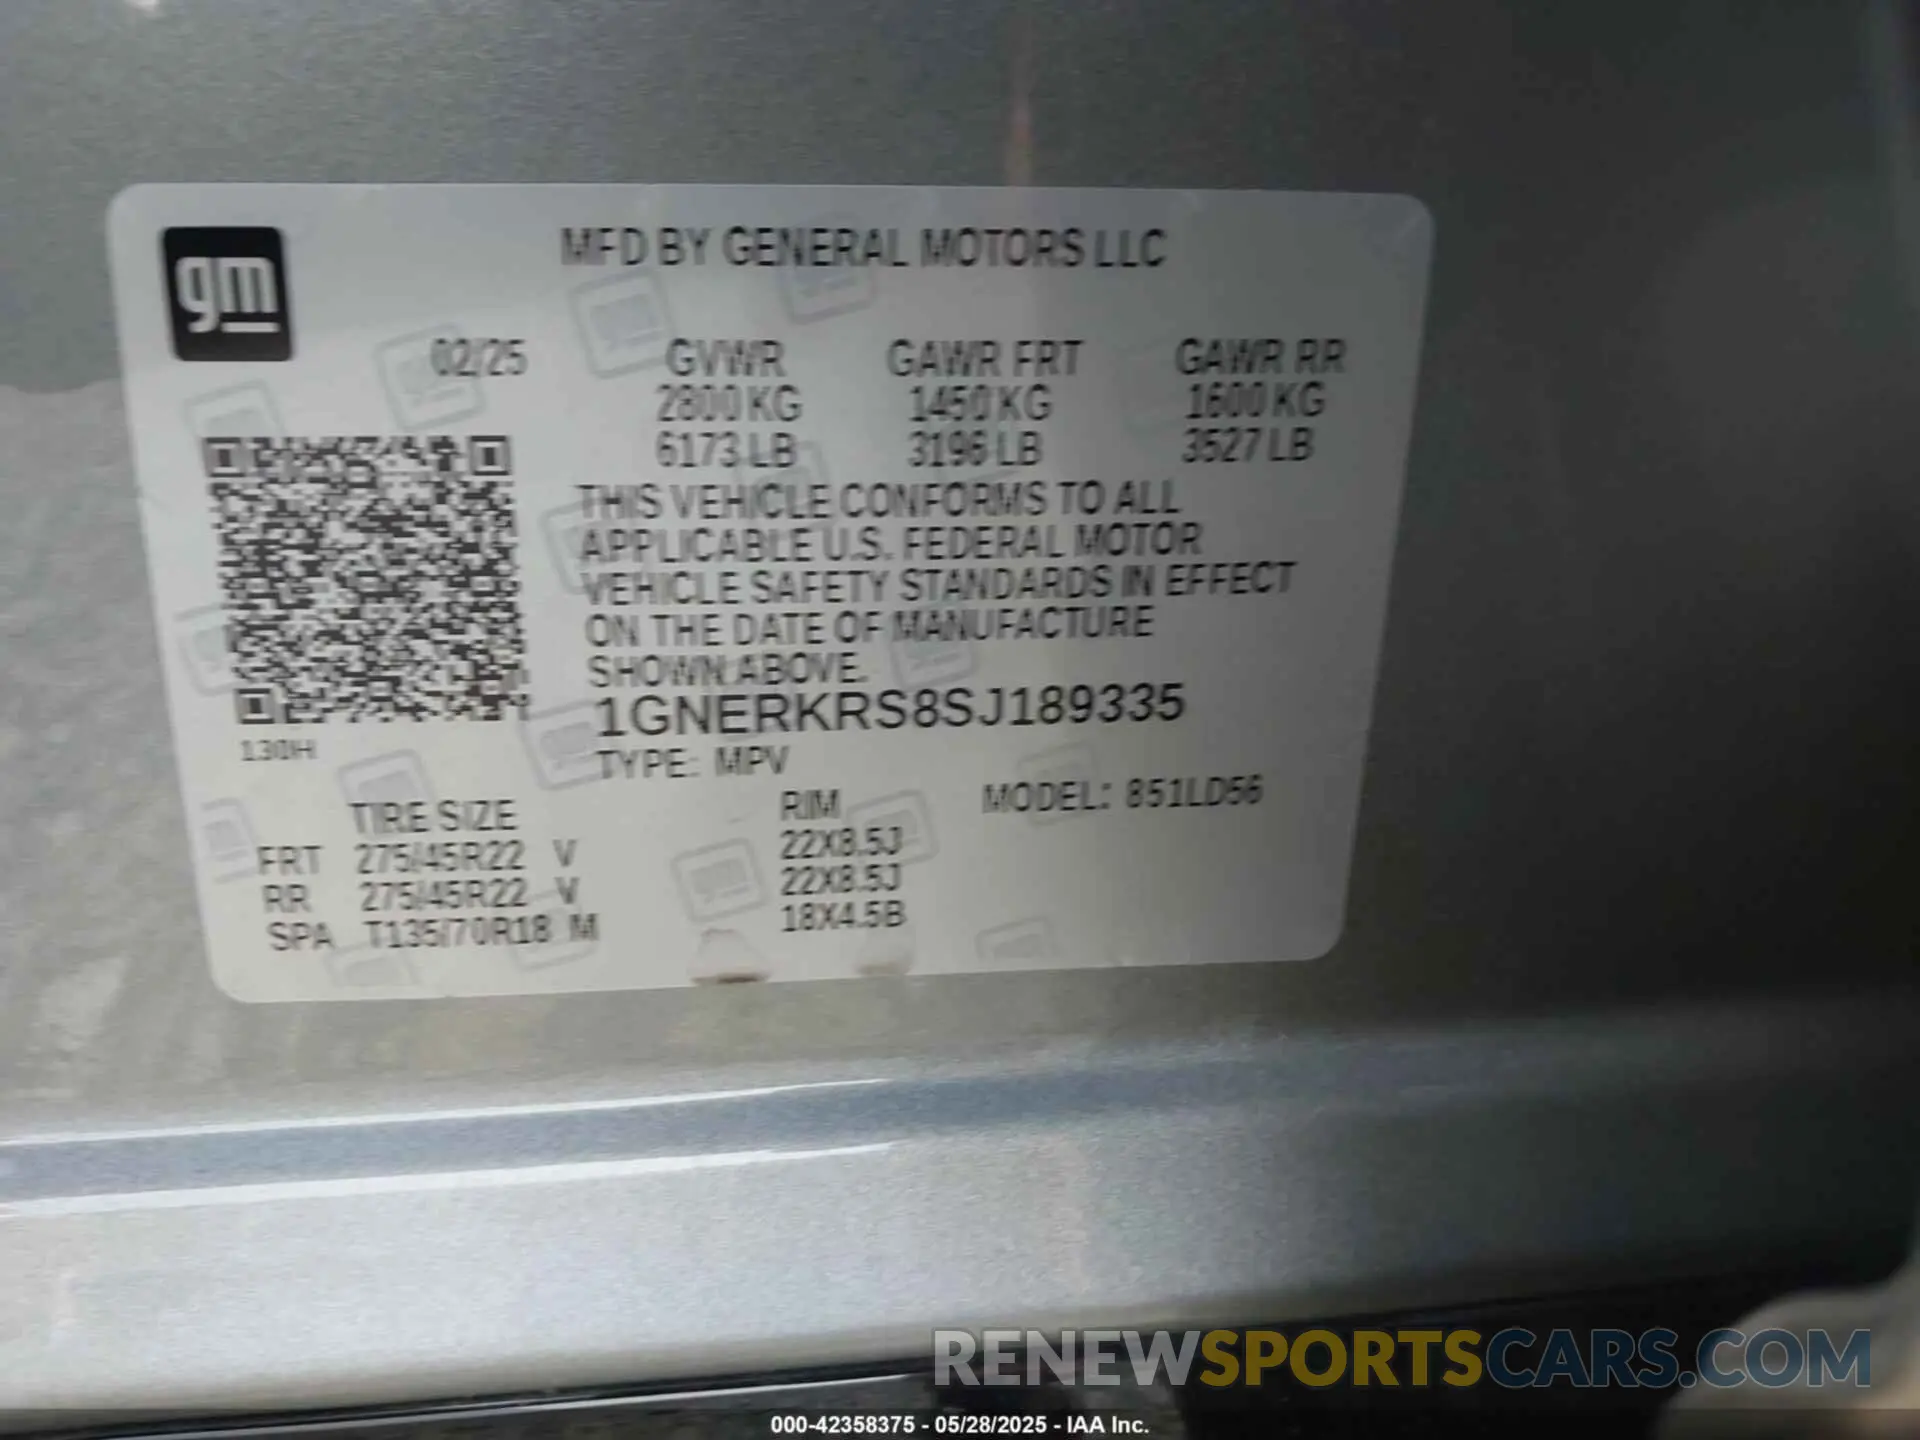 gm
MFD BY GENERAL MOTORS LLC
02/25 GVWR GAWR FRT GAWR RR
2800 KG 1450 KG 1600 KG
6173 LB 3196 LB 3527 LB
THIS VEHICLE CONFORMS TO ALL
APPLICABLE U.S. FEDERAL MOTOR
VEHICLE SAFETY STANDARDS IN EFFECT
ON THE DATE OF MANUFACTURE
SHOWN ABOVE.
1GNERKRS8SJ189335
130H
TYPE: MPV
TIRE SIZE RIM MODEL: 851LD56
FRT 275/45R22 V 22X8.5J
RR 275/45R22 V 22X8.5J
SPA T135/70R18 M 18X4.5B
RENEWSPORTSCARS.COM
000-42358375 - 05/28/2025 - IAA Inc.